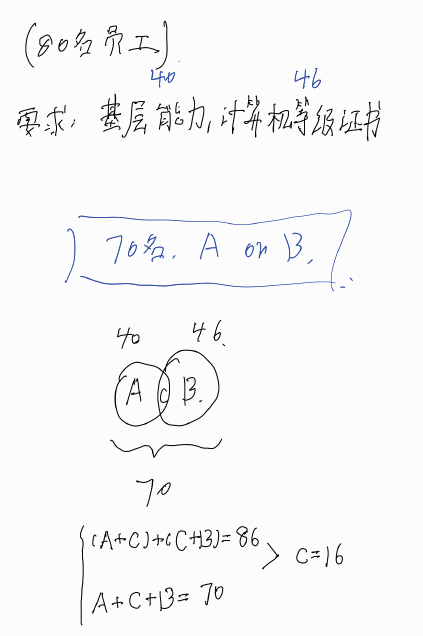 (80名员工)
40 46
要求: 基层能力, 计算机等级证书
70名. A or B.
40 46.
A C B.
70
(A+C)+(C+B)=86
A+C+B=70
C=16